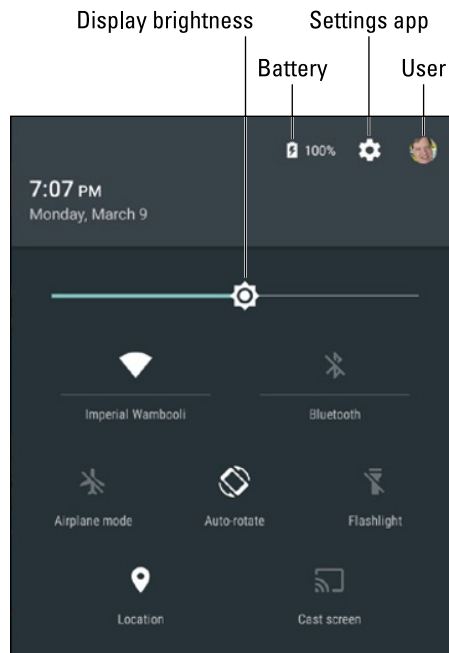 Display brightness Settings app
Battery User
100%
7:07 PM
Monday, March 9
Imperial Wambooli Bluetooth
Airplane mode Auto-rotate Flashlight
Location Cast screen